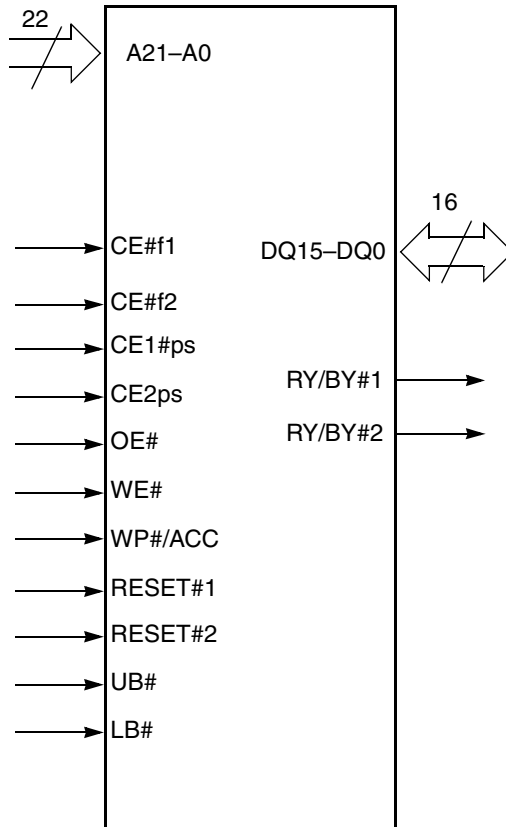 22
A21–A0
16
CE#f1
DQ15–DQ0
CE#f2
CE1#ps
RY/BY#1
CE2ps
RY/BY#2
OE#
WE#
WP#/ACC
RESET#1
RESET#2
UB#
LB#